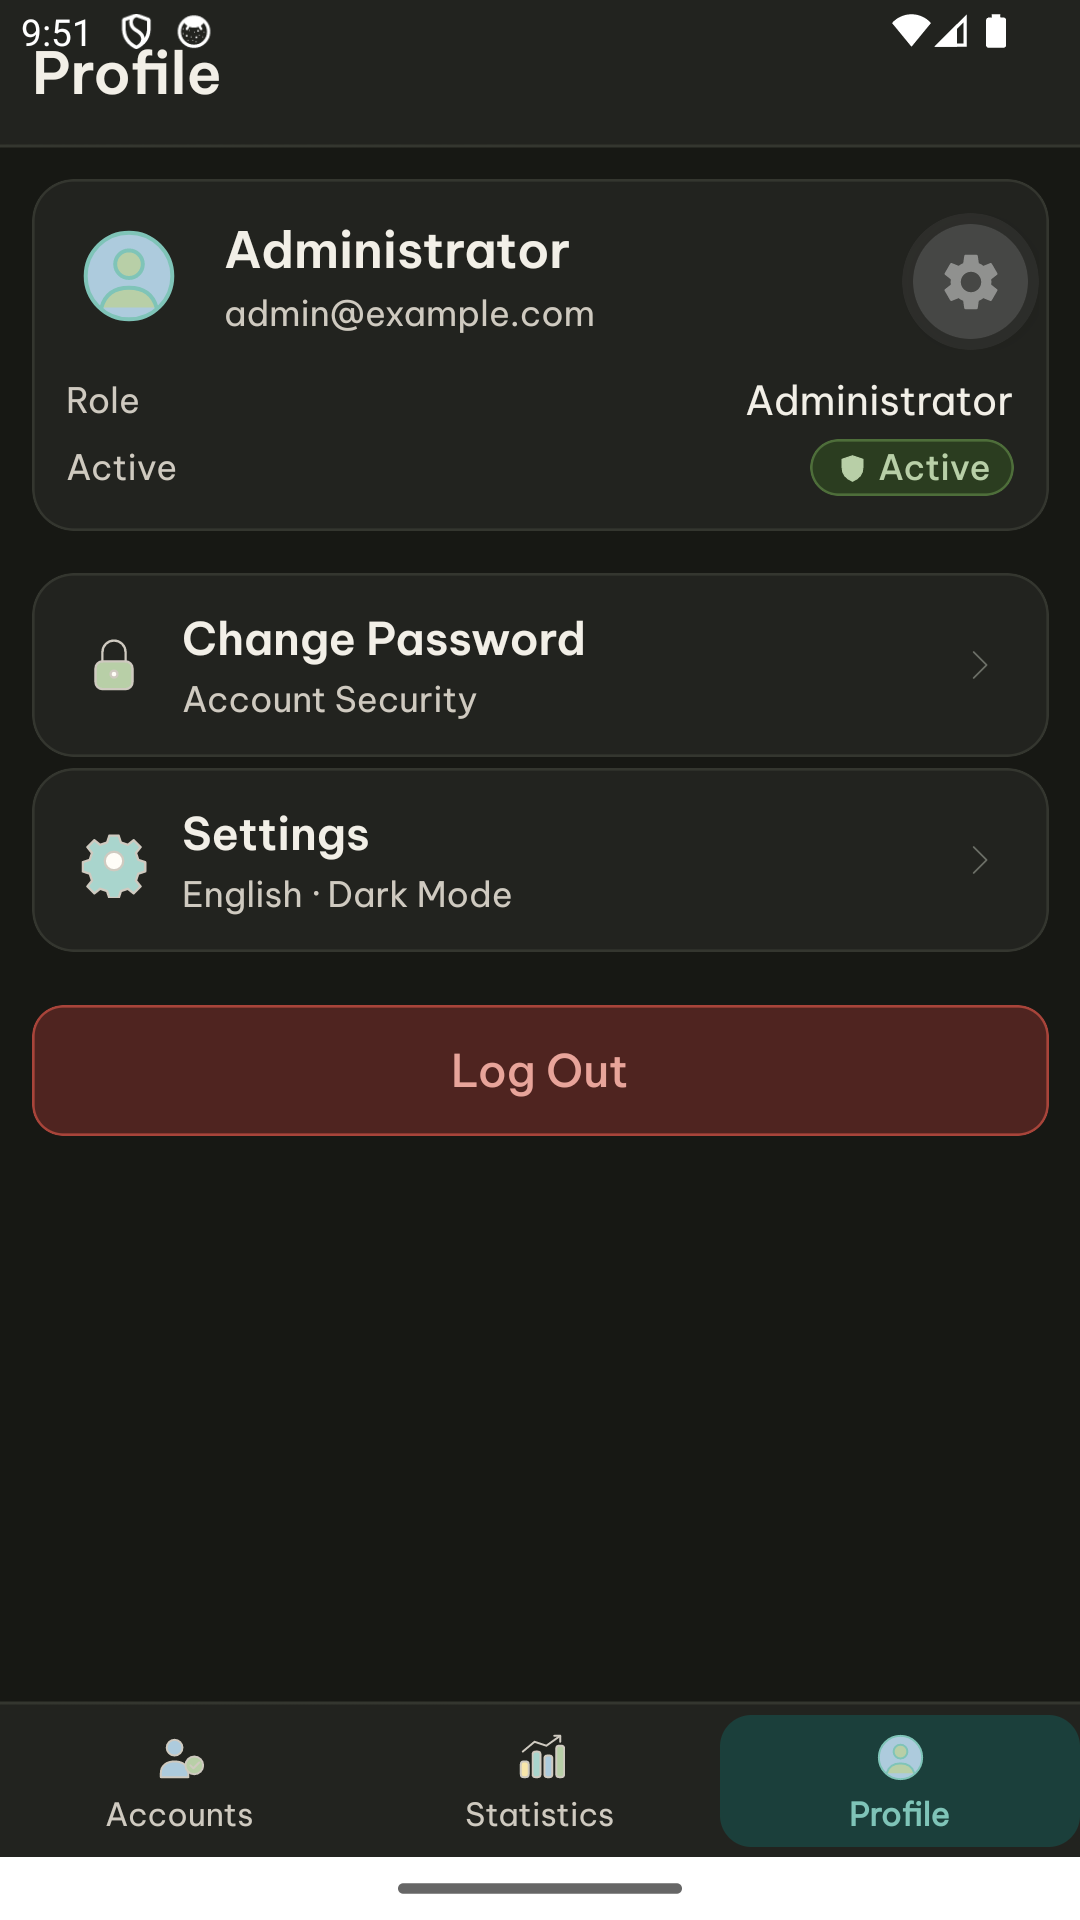 9:51
Profile
Administrator
admin@example.com
Role
Administrator
Active
Active
Change Password
Account Security
Settings
English · Dark Mode
Log Out
Accounts
Statistics
Profile